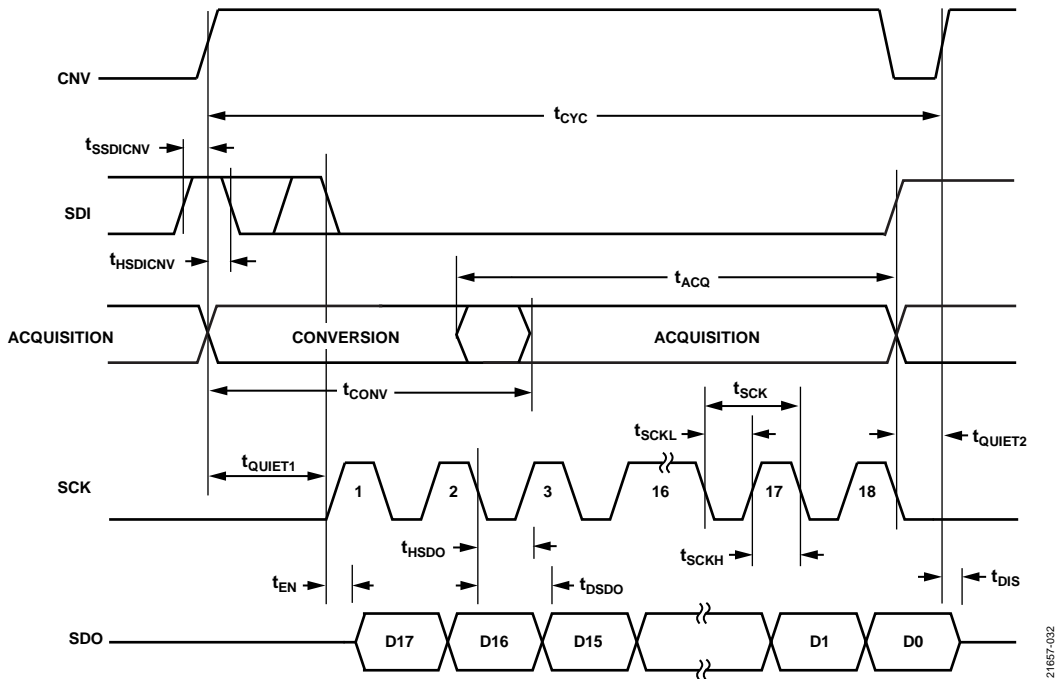 CNV
tCYC
tSSDICNV
SDI
tHSDICNV
tACQ
ACQUISITION CONVERSION ACQUISITION
tCONV
tSCK
tSCKL
tQUIET2
tQUIET1
SCK
1 2 3 16 17 18
tHSDO
tSCKH
tEN
tDSDO
tDIS
SDO
D17 D16 D15 D1 D0
21657-032